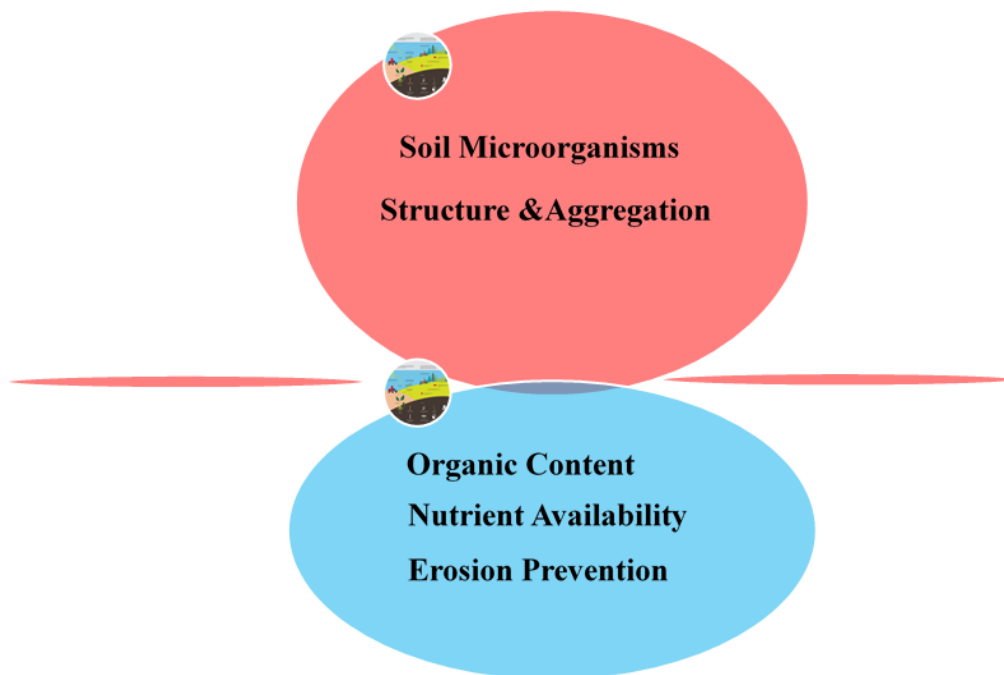 Soil Microorganisms
Structure &Aggregation
Organic Content
Nutrient Availability
Erosion Prevention